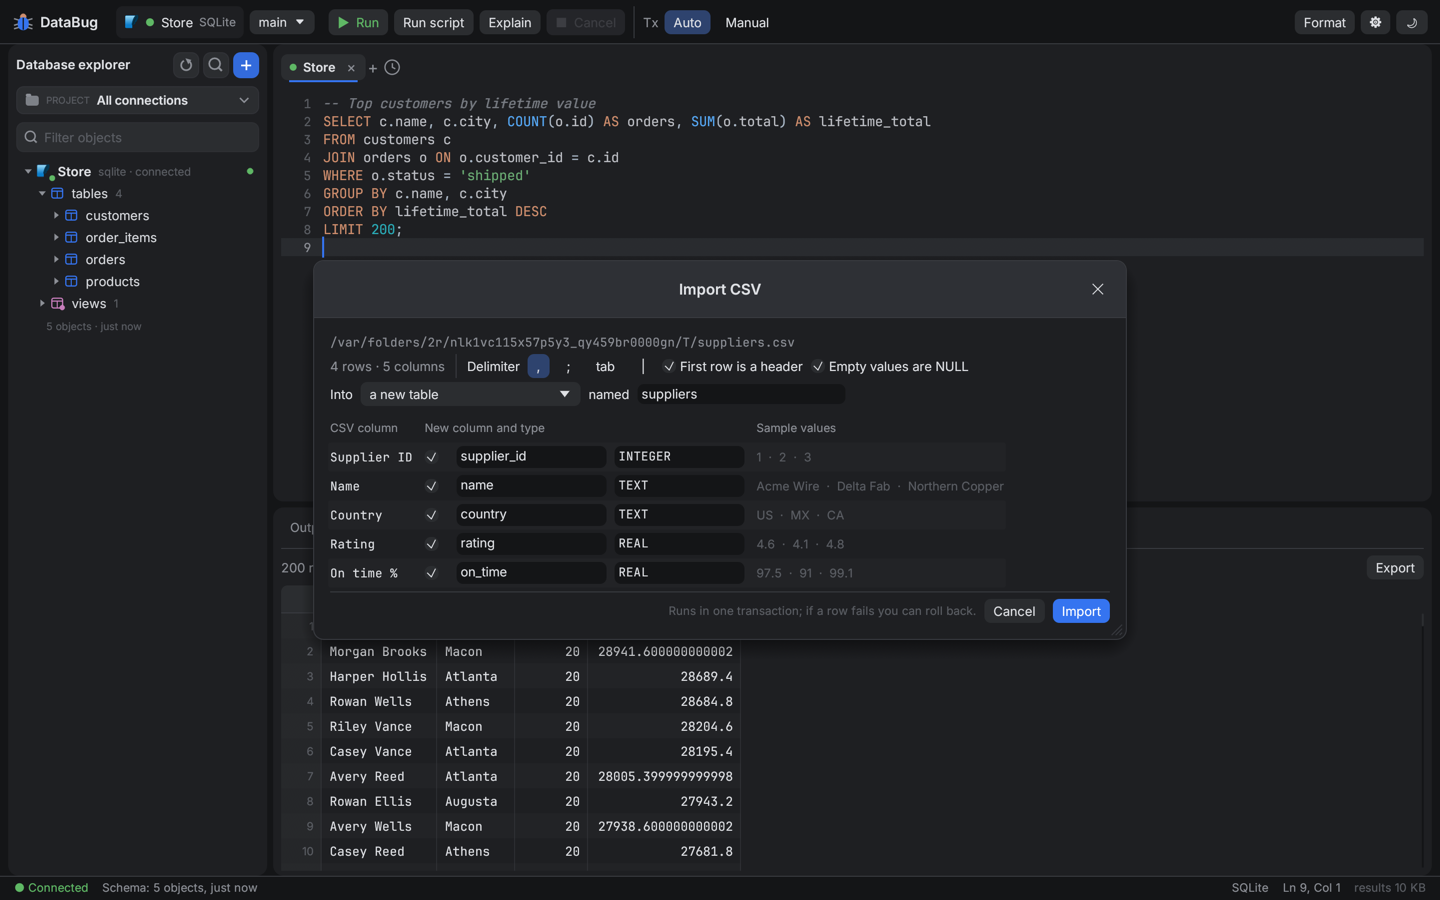 DataBug Store SQLite main Run Run script Explain Cancel Tx Auto Manual Format
Database explorer
PROJECT All connections
Filter objects
Store sqlite · connected
tables 4
customers
order_items
orders
products
views 1
5 objects · just now
Store
1 -- Top customers by lifetime value
2 SELECT c.name, c.city, COUNT(o.id) AS orders, SUM(o.total) AS lifetime_total
3 FROM customers c
4 JOIN orders o ON o.customer_id = c.id
5 WHERE o.status = 'shipped'
6 GROUP BY c.name, c.city
7 ORDER BY lifetime_total DESC
8 LIMIT 200;
9
Import CSV
/var/folders/2r/nlk1vc115x57p5y3_qy459br0000gn/T/suppliers.csv
4 rows · 5 columns Delimiter , ; tab First row is a header Empty values are NULL
Into a new table named suppliers
CSV column New column and type Sample values
Supplier ID supplier_id INTEGER 1 · 2 · 3
Name name TEXT Acme Wire · Delta Fab · Northern Copper
Country country TEXT US · MX · CA
Rating rating REAL 4.6 · 4.1 · 4.8
On time % on_time REAL 97.5 · 91 · 99.1
Runs in one transaction; if a row fails you can roll back. Cancel Import
200 Export
2 Morgan Brooks Macon 20 28941.600000000002
3 Harper Hollis Atlanta 20 28689.4
4 Rowan Wells Athens 20 28684.8
5 Riley Vance Macon 20 28204.6
6 Casey Vance Atlanta 20 28195.4
7 Avery Reed Atlanta 20 28005.399999999998
8 Rowan Ellis Augusta 20 27943.2
9 Avery Wells Macon 20 27938.600000000002
10 Casey Reed Athens 20 27681.8
Connected Schema: 5 objects, just now SQLite Ln 9, Col 1 results 10 KB